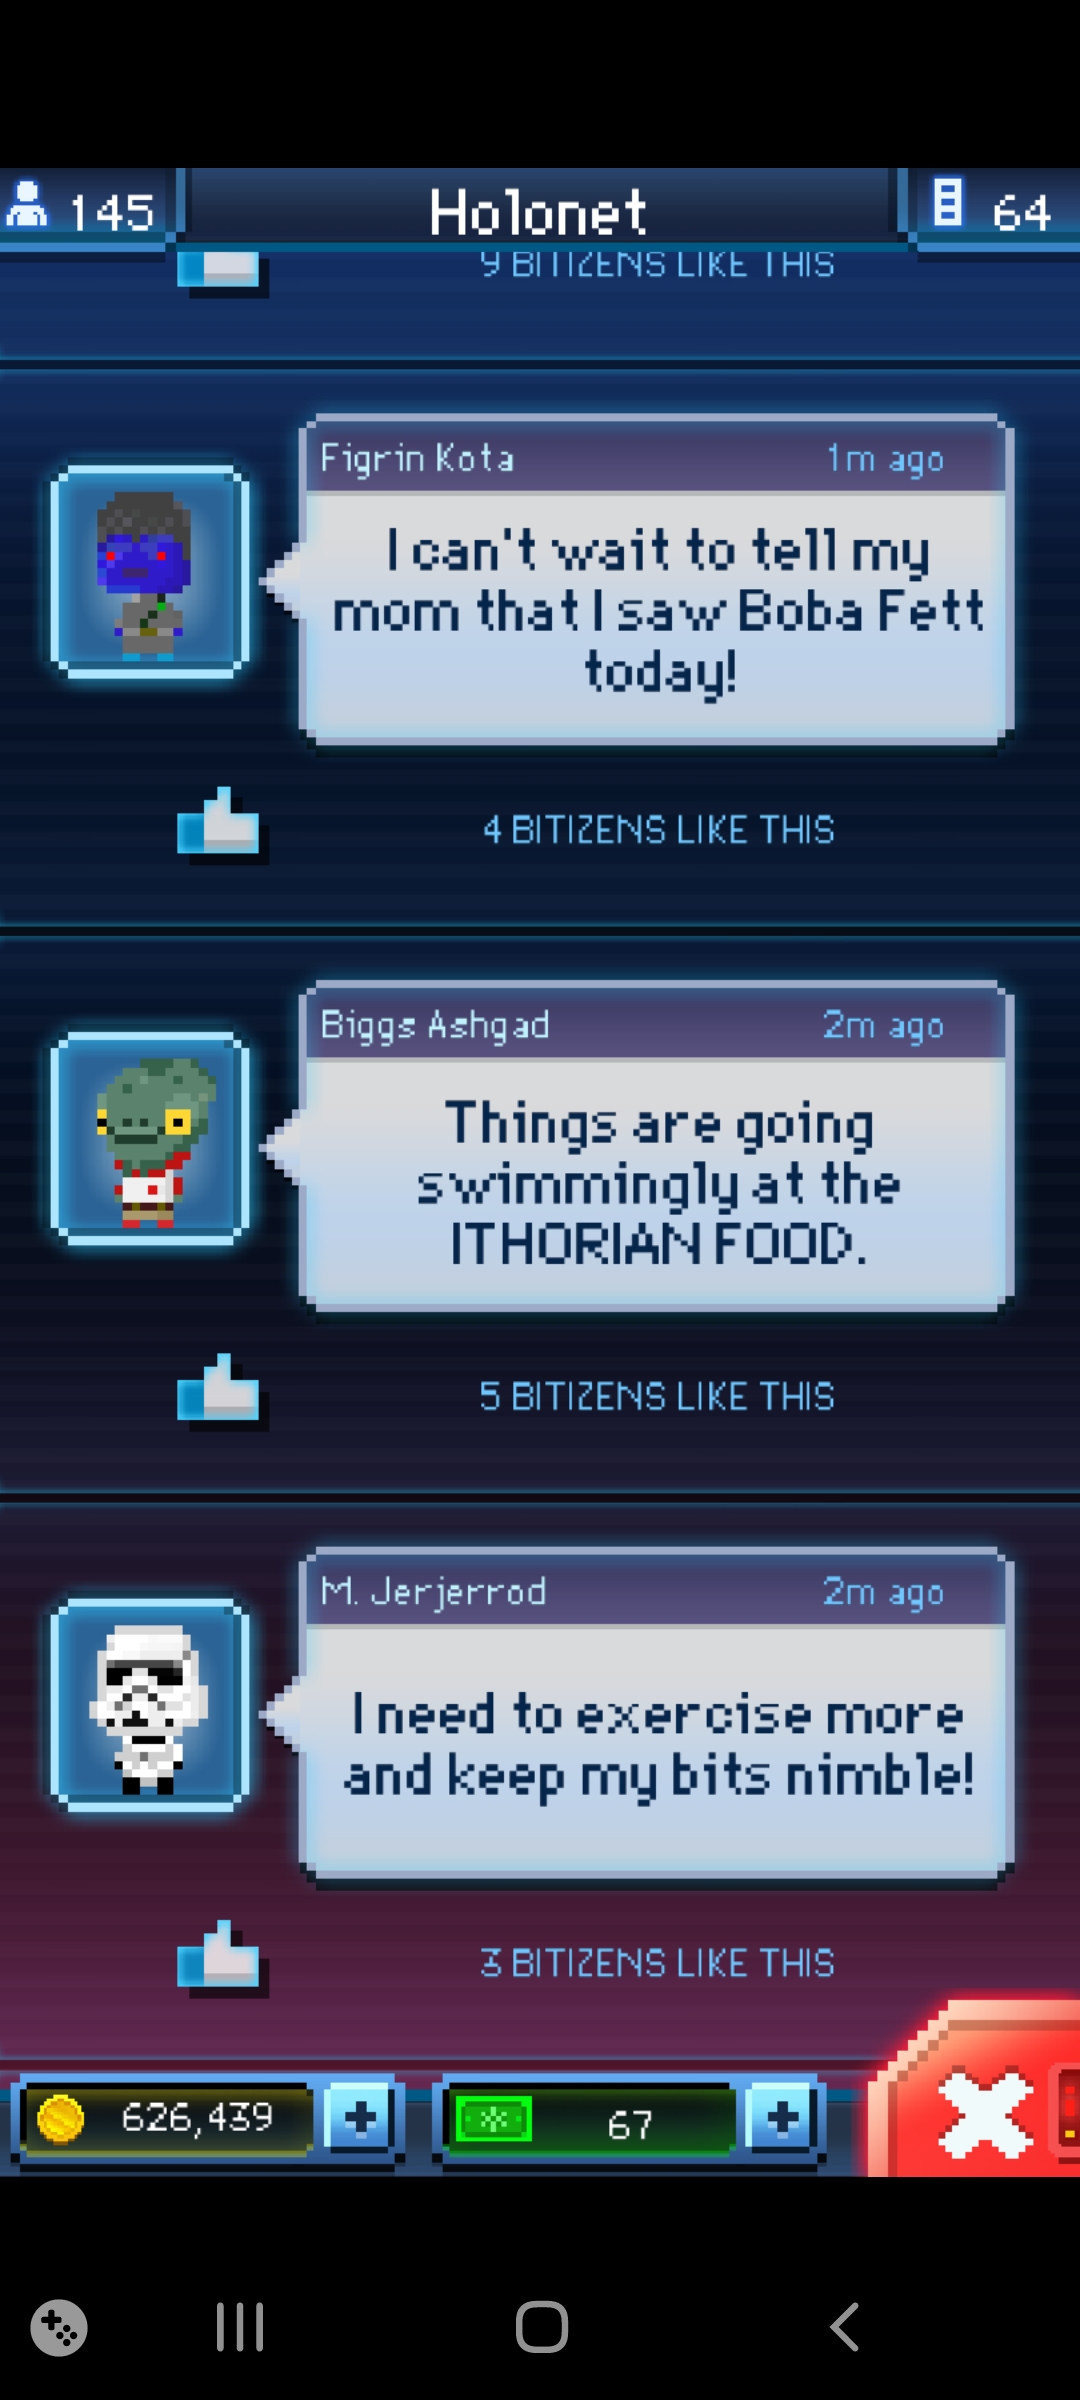 145
Holonet
64
9 BITIZENS LIKE THIS
Figrin Kota
1m ago
I can't wait to tell my
mom that I saw Boba Fett
today!
4 BITIZENS LIKE THIS
Biggs Ashgad
2m ago
Things are going
swimmingly at the
ITHORIAN FOOD.
5 BITIZENS LIKE THIS
M. Jerjerrod
2m ago
I need to exercise more
and keep my bits nimble!
3 BITIZENS LIKE THIS
626,439
67